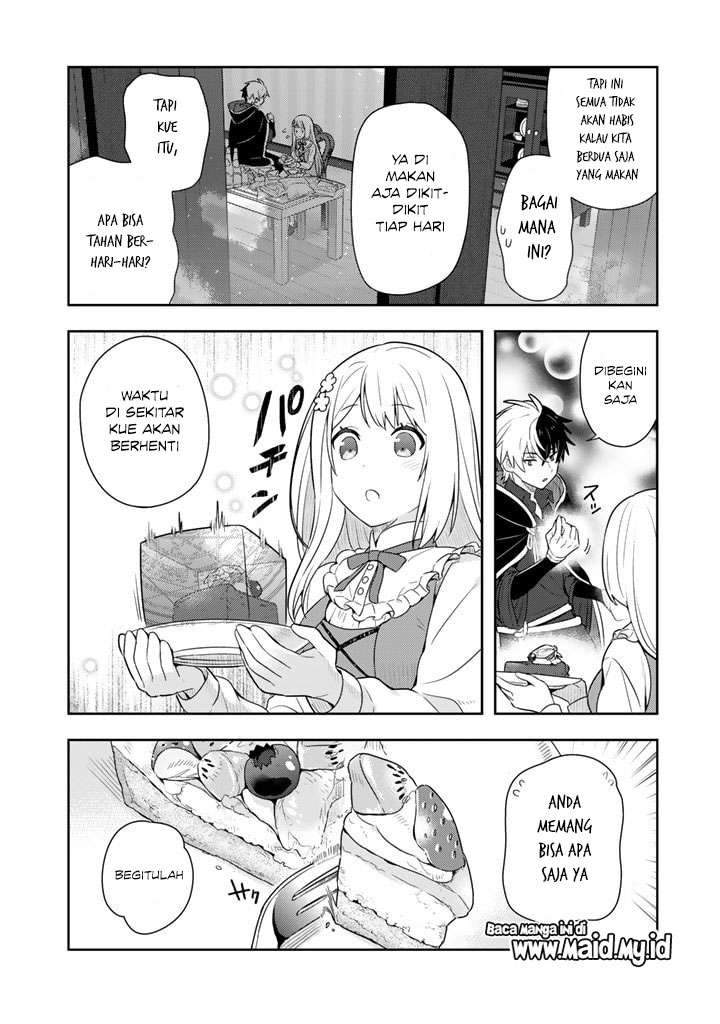 TAPI INI
SEMUA TIDAK
AKAN HABIS
KALAU KITA
BERDUA SAJA
YANG MAKAN
BAGAI
MANA
INI?
YA DI
MAKAN
AJA DIKIT-
DIKIT
TIAP HARI
TAPI
KUE
ITU,
APA BISA
TAHAN BER-
HARI-HARI?
DIBEGINI
KAN
SAJA
ズッ
パチン
WAKTU
DI SEKITAR
KUE AKAN
BERHENTI
ANDA
MEMANG
BISA APA
SAJA YA
BEGITULAH
Baca Manga ini di
www.Maid.My.id